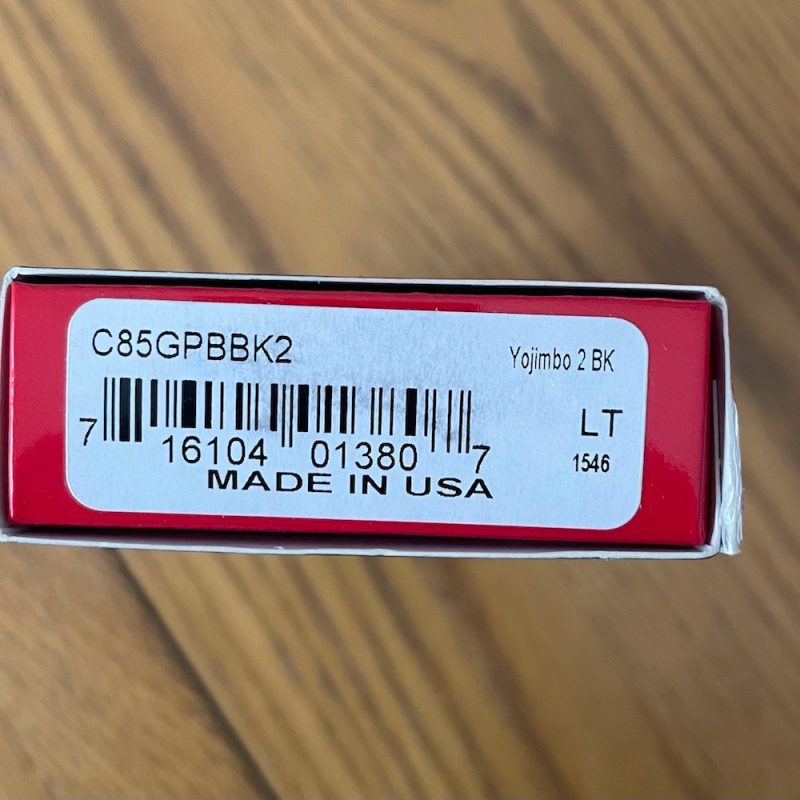 C85GPBBK2
Yojimbo 2 BK
LT
7 16104 01380 7
1546
MADE IN USA